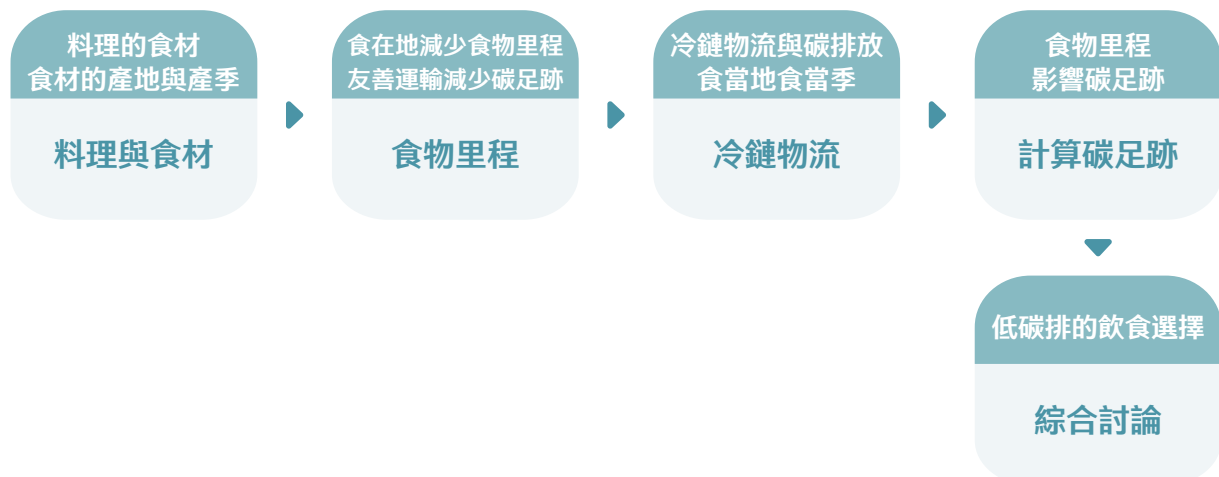 料理的食材
食材的產地與產季
料理與食材
食在地減少食物里程
友善運輸減少碳足跡
食物里程
冷鏈物流與碳排放
食當地食當季
冷鏈物流
食物里程
影響碳足跡
計算碳足跡
低碳排的飲食選擇
綜合討論